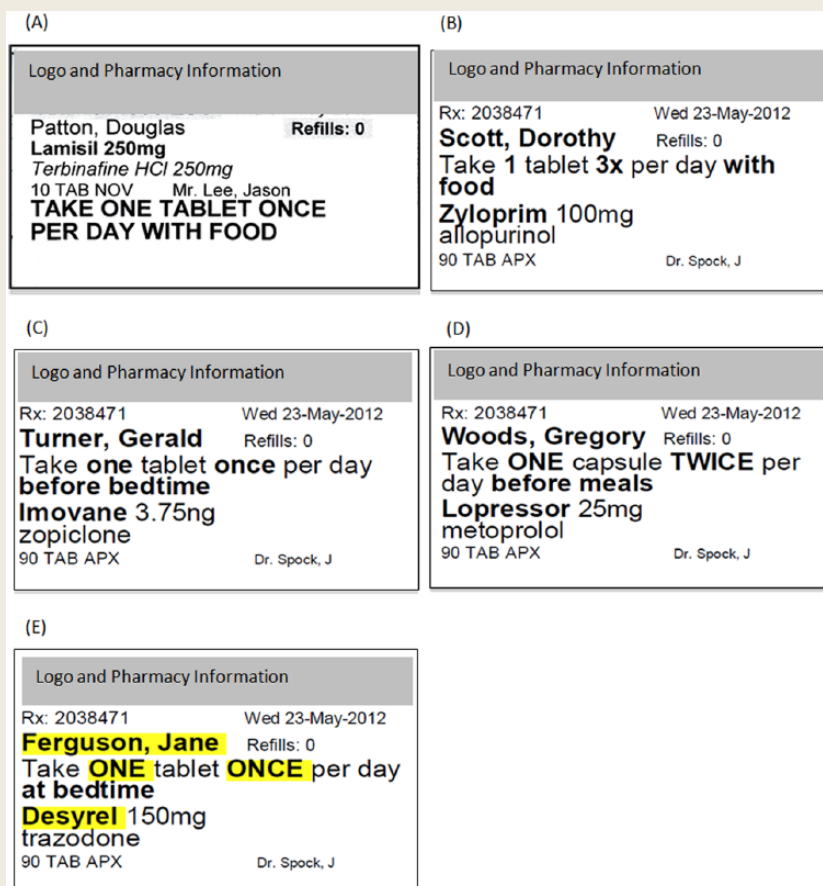 (A)
Logo and Pharmacy Information
Patton, Douglas Refills: 0
Lamisil 250mg
Terbinafine HCl 250mg
10 TAB NOV Mr. Lee, Jason
TAKE ONE TABLET ONCE
PER DAY WITH FOOD
(B)
Logo and Pharmacy Information
Rx: 2038471 Wed 23-May-2012
Scott, Dorothy Refills: 0
Take 1 tablet 3x per day with
food
Zyloprim 100mg
allopurinol
90 TAB APX Dr. Spock, J
(C)
Logo and Pharmacy Information
Rx: 2038471 Wed 23-May-2012
Turner, Gerald Refills: 0
Take one tablet once per day
before bedtime
Imovane 3.75ng
zopiclone
90 TAB APX Dr. Spock, J
(D)
Logo and Pharmacy Information
Rx: 2038471 Wed 23-May-2012
Woods, Gregory Refills: 0
Take ONE capsule TWICE per
day before meals
Lopressor 25mg
metoprolol
90 TAB APX Dr. Spock, J
(E)
Logo and Pharmacy Information
Rx: 2038471 Wed 23-May-2012
Ferguson, Jane Refills: 0
Take ONE tablet ONCE per day
at bedtime
Desyrel 150mg
trazodone
90 TAB APX Dr. Spock, J